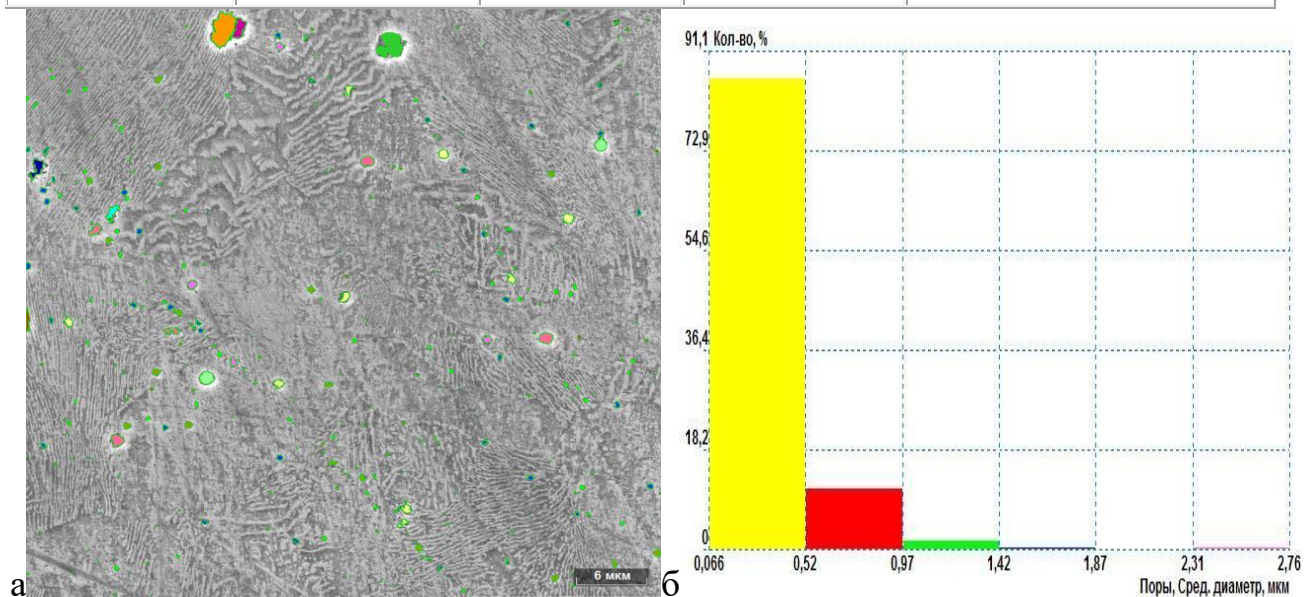 91,1 Кол-во, %
72,9
54,6
36,4
18,2
0
0,066 0,52 0,97 1,42 1,87 2,31 2,76
Поры, Сред. диаметр, мкм
6 мкм
а
б